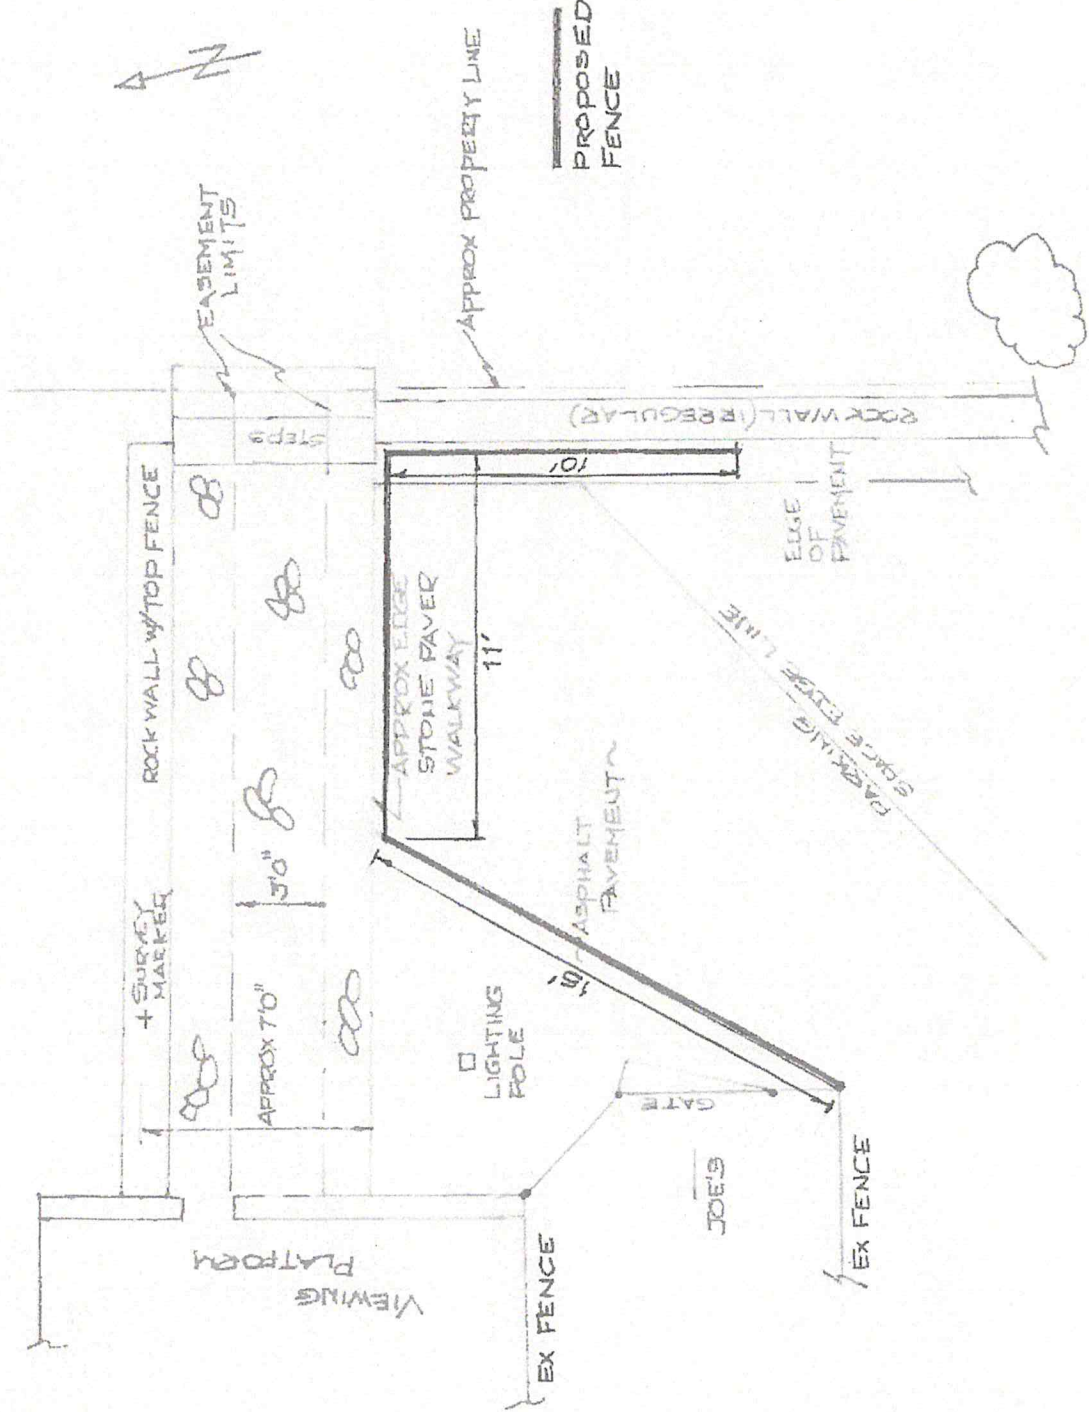 N
EASEMENT
LIMITS
APPROX PROPERTY LINE
PROPOSED
FENCE
ROCK WALL W/TOP FENCE
STEPS
ROCK WALL (IRREGULAR)
10'
EDGE
OF
PAVEMENT
APPROX EDGE
STONE PAVER
WALKWAY
11'
PARKING
SPACE EDGE LINE
+ SURVEY
MARKER
3'0"
APPROX 7'0"
ASPHALT
PAVEMENT
LIGHTING
POLE
GATE
JOE'S
VIEWING
PLATFORM
EX FENCE
EX FENCE